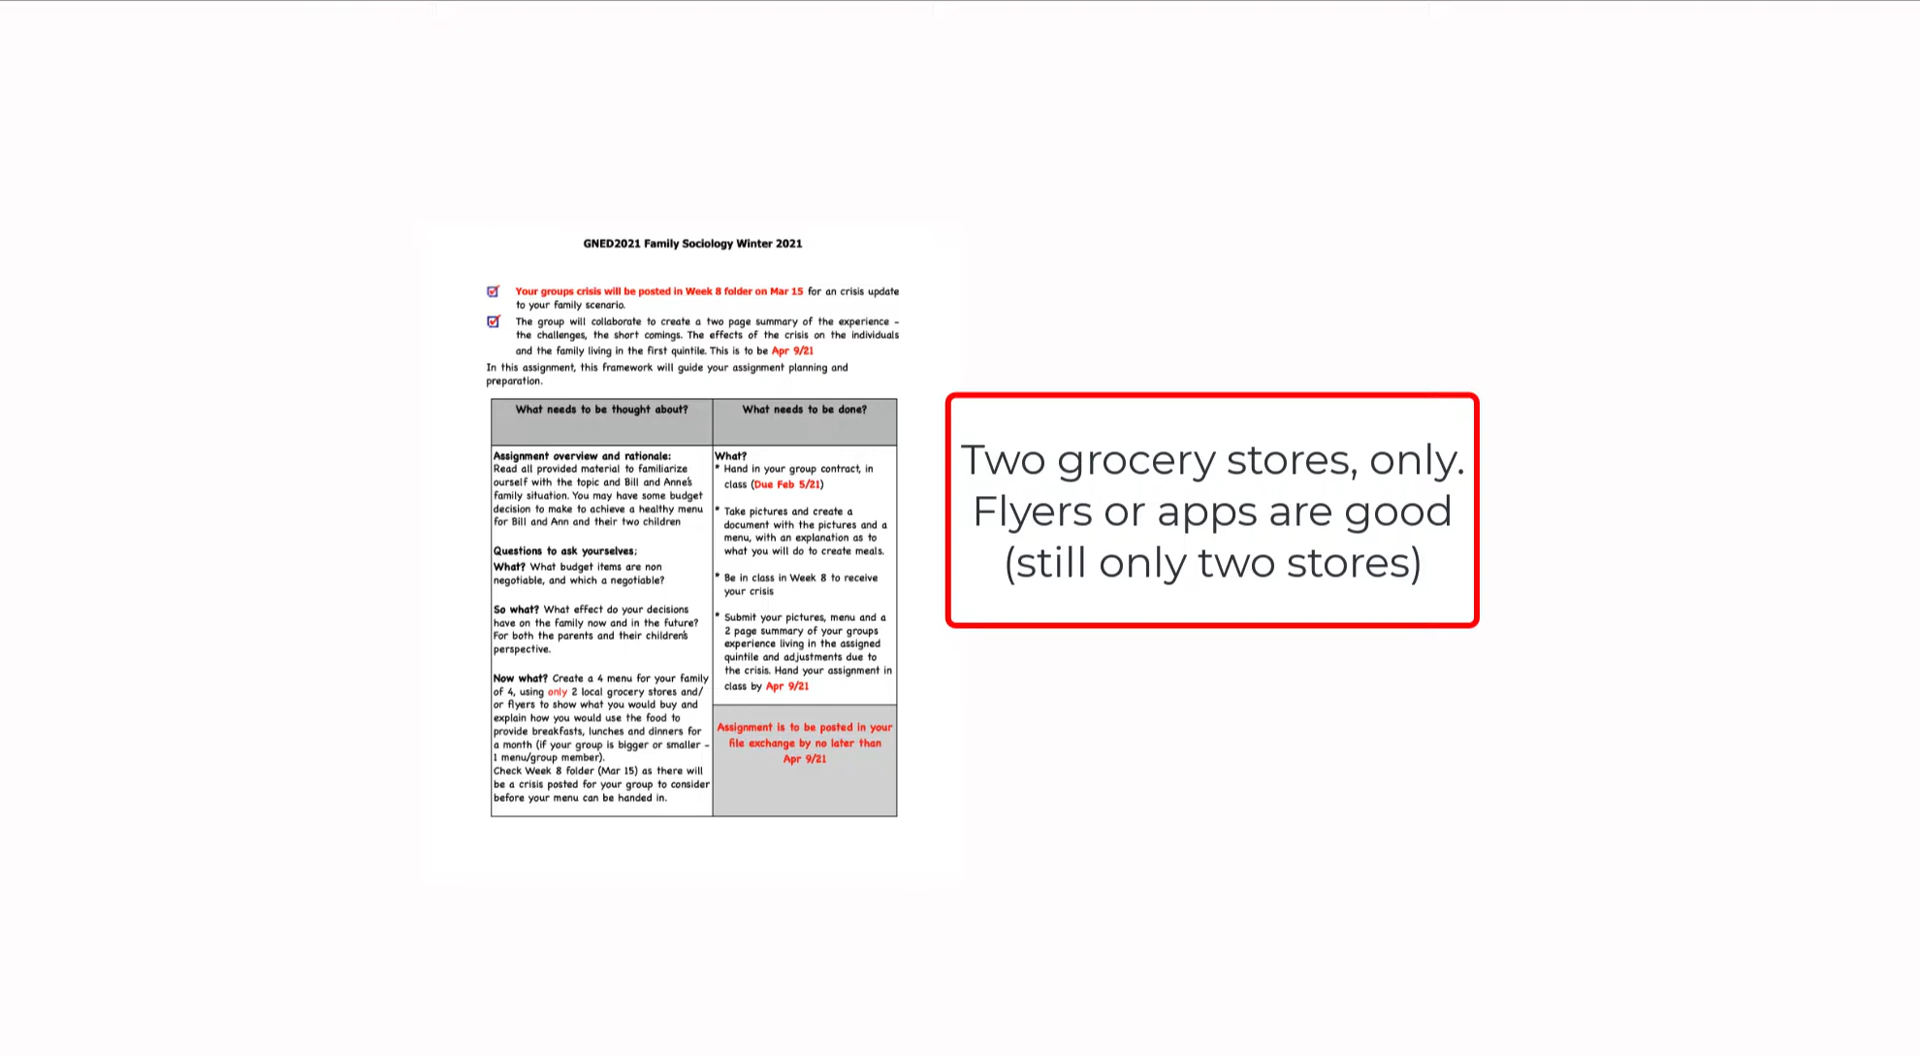 GNED2021 Family Sociology Winter 2021
Your groups crisis will be posted in Week 8 folder on Mar 15 for an crisis update
to your family scenario.
The group will collaborate to create a two page summary of the experience -
the challenges, the short comings. The effects of the crisis on the individuals
and the family living in the first quintile. This is to be Apr 9/21
In this assignment, this framework will guide your assignment planning and
preparation.
What needs to be thought about?
Assignment overview and rationale:
Read all provided material to familiarize
ourself with the topic and Bill and Anne's
family situation. You may have some budget
decision to make to achieve a healthy menu
for Bill and Ann and their two children
Questions to ask yourselves:
What? What budget items are non
negotiable, and which a negotiable?
So what? What effect do your decisions
have on the family now and in the future?
For both the parents and their children's
perspective.
Now what? Create a 4 menu for your family
of 4, using only 2 local grocery stores and/
or flyers to show what you would buy and
explain how you would use the food to
provide breakfasts, lunches and dinners for
a month (if your group is bigger or smaller -
1 menu/group member).
Check Week 8 folder (Mar 15) as there will
be a crisis posted for your group to consider
before your menu can be handed in.
What needs to be done?
What?
* Hand in your group contract, in
class (Due Feb 5/21)
* Take pictures and create a
document with the pictures and a
menu, with an explanation as to
what you will do to create meals.
* Be in class in Week 8 to receive
your crisis
* Submit your pictures, menu and a
2 page summary of your groups
experience living in the assigned
quintile and adjustments due to
the crisis. Hand your assignment in
class by Apr 9/21
Assignment is to be posted in your
file exchange by no later than
Apr 9/21
Two grocery stores, only.
Flyers or apps are good
(still only two stores)